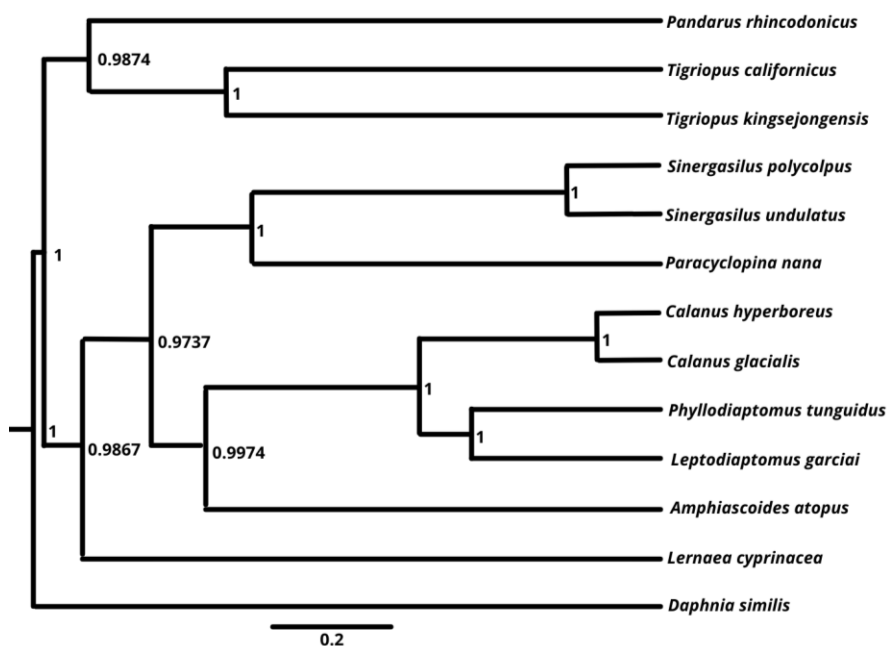 Pandarus rhincodonicus
0.9874
Tigriopus californicus
1
Tigriopus kingsejongensis
Sinergasilus polycolpus
1
Sinergasilus undulatus
1
1
Paracyclopina nana
Calanus hyperboreus
0.9737
1
Calanus glacialis
1
Phyllodiaptomus tunguidus
1
1
0.9867
0.9974
Leptodiaptomus garciai
Amphiascoides atopus
Lernaea cyprinacea
Daphnia similis
0.2